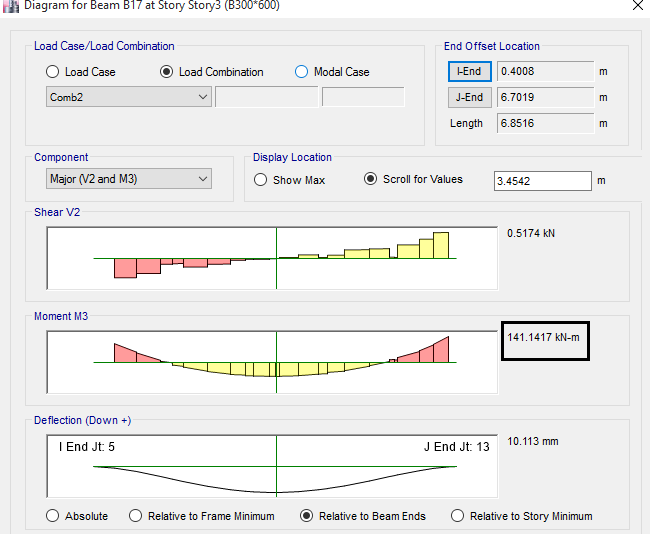 Diagram for Beam B17 at Story Story3 (B300*600)
Load Case/Load Combination
Load Case
Load Combination
Modal Case
Comb2
End Offset Location
I-End
0.4008
m
J-End
6.7019
m
Length
6.8516
m
Component
Major (V2 and M3)
Display Location
Show Max
Scroll for Values
3.4542
m
Shear V2
0.5174 kN
Moment M3
141.1417 kN-m
Deflection (Down +)
I End Jt: 5
J End Jt: 13
10.113 mm
Absolute
Relative to Frame Minimum
Relative to Beam Ends
Relative to Story Minimum